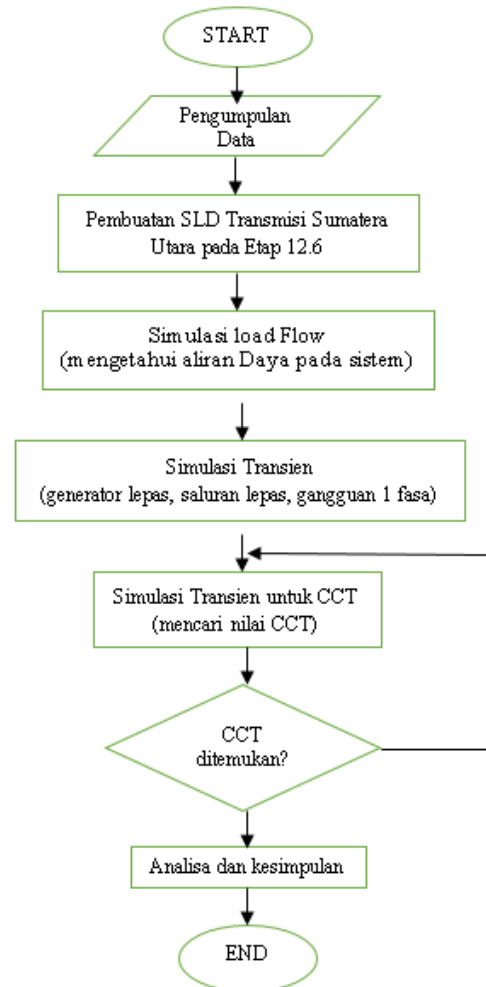 START
Pengumpulan
Data
Pembuatan SLD Transmisi Sumatera
Utara pada Etap 12.6
Simulasi load Flow
(mengetahui aliran Daya pada sistem)
Simulasi Transien
(generator lepas, saluran lepas, gangguan 1 fasa)
Simulasi Transien untuk CCT
(mencari nilai CCT)
CCT
ditemukan?
Analisa dan kesimpulan
END